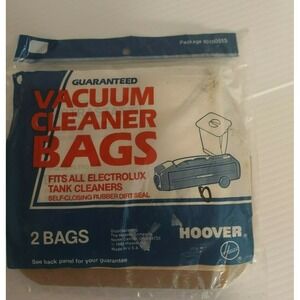 GUARANTEED
VACUUM
CLEANER
BAGS
FITS ALL ELECTROLUX
TANK CLEANERS
SELF-CLOSING RUBBER DIRT SEAL
2 BAGS
HOOVER
Hoover
See back panel for your guarantee